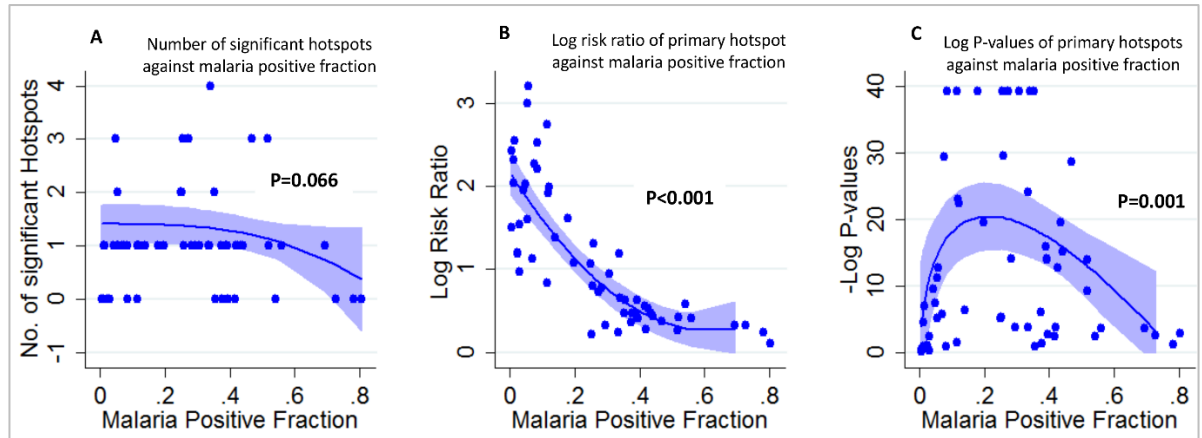 A
Number of significant hotspots
against malaria positive fraction
No. of significant Hotspots
4
3
2
1
0
-1
P=0.066
0 .2 .4 .6 .8
Malaria Positive Fraction
B
Log risk ratio of primary hotspot
against malaria positive fraction
Log Risk Ratio
3
2
1
0
P<0.001
0 .2 .4 .6 .8
Malaria Positive Fraction
C
Log P-values of primary hotspots
against malaria positive fraction
-Log P-values
40
30
20
10
0
P=0.001
0 .2 .4 .6 .8
Malaria Positive Fraction